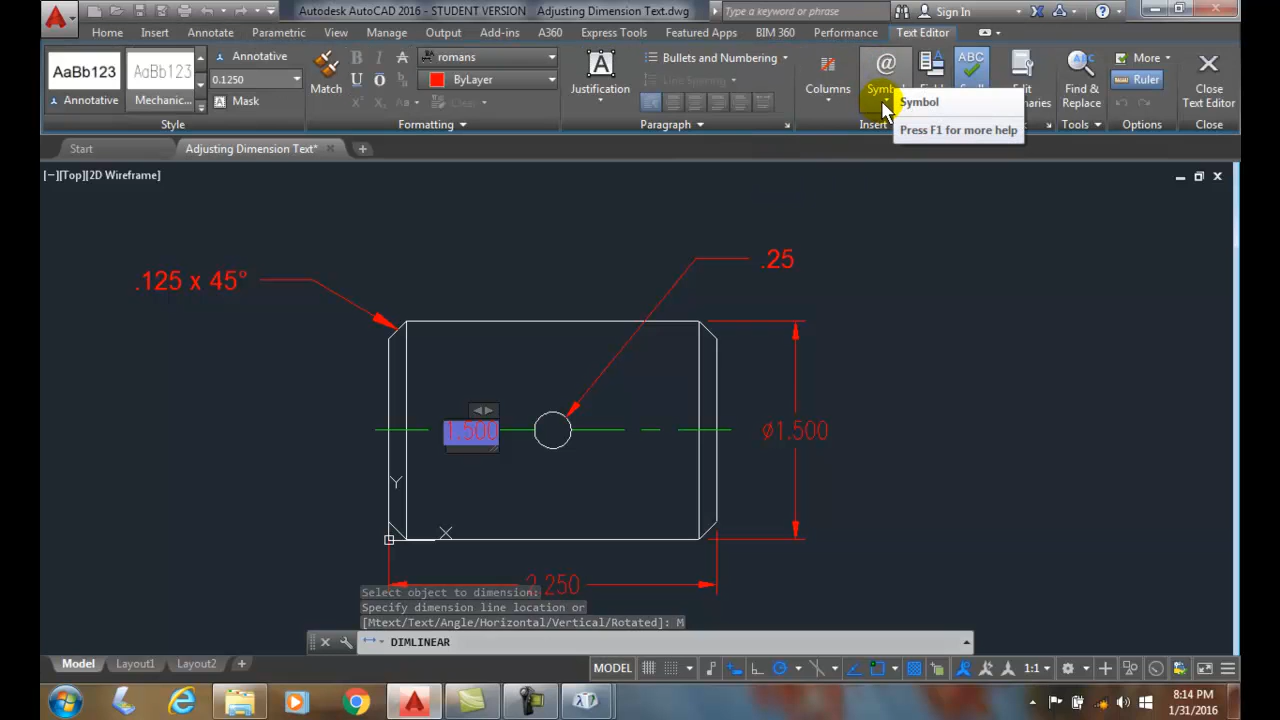 Autodesk AutoCAD 2016 - STUDENT VERSION Adjusting Dimension Text.dwg
Type a keyword or phrase
Sign In
Home Insert Annotate Parametric View Manage Output Add-ins A360 Express Tools Featured Apps BIM 360 Performance Text Editor
AaBb123 AaBb123 Annotative
Annotative Mechanic... 0.1250
Mask
Style
Match
B I romans
U O ByLayer
Aa Clear
Formatting
A
Justification
Bullets and Numbering
Line Spacing
Paragraph
Columns
@
Symb
Insert
ABC
Symbol
Press F1 for more help
Find &
Replace
Tools
More
Ruler
Options
Close
Text Editor
Close
Start Adjusting Dimension Text*
[−][Top][2D Wireframe]
.25
.125 x 45°
1.500
Ø1.500
Y
X
2.250
Select object to dimension:
Specify dimension line location or
[Mtext/Text/Angle/Horizontal/Vertical/Rotated]: M
DIMLINEAR
Model Layout1 Layout2 +
MODEL 1:1
8:14 PM
1/31/2016